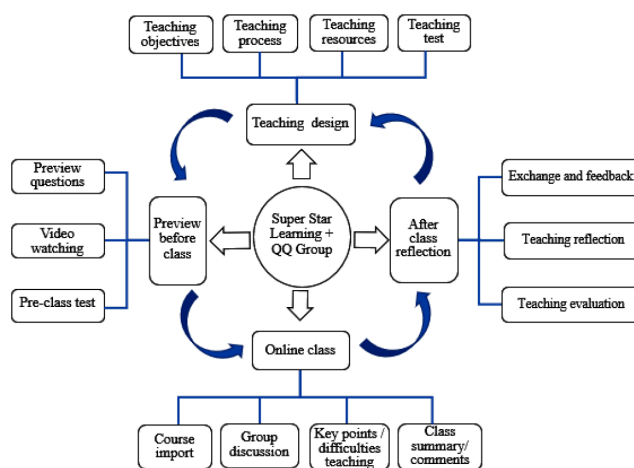 Teaching
objectives
Teaching
process
Teaching
resources
Teaching
test
Teaching design
Preview
questions
Video
watching
Pre-class test
Preview
before
class
Super Star
Learning +
QQ Group
After
class
reflection
Exchange and feedback
Teaching reflection
Teaching evaluation
Online class
Course
import
Group
discussion
Key points /
difficulties
teaching
Class
summary/
comments